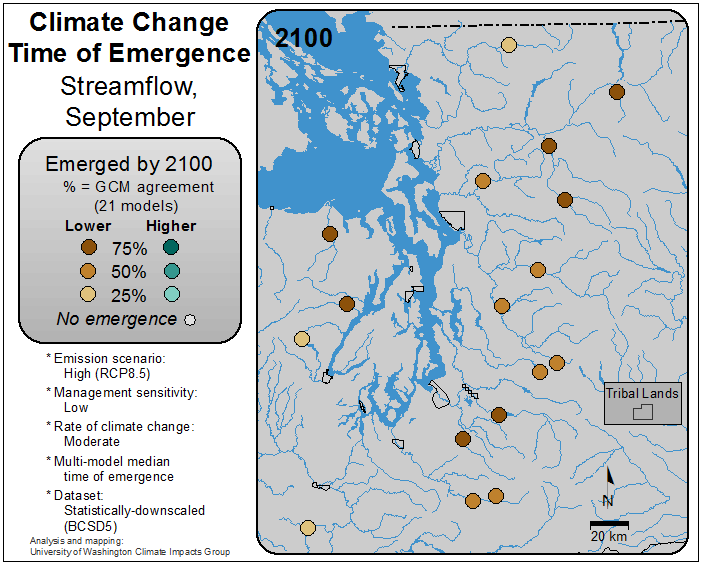 Climate Change
Time of Emergence
Streamflow,
September
Emerged by 2100
% = GCM agreement
(21 models)
Lower Higher
75%
50%
25%
No emergence
* Emission scenario:
High (RCP8.5)
* Management sensitivity:
Low
* Rate of climate change:
Moderate
* Multi-model median
time of emergence
* Dataset:
Statistically-downscaled
(BCSD5)
Analysis and mapping:
University of Washington Climate Impacts Group
2100
Tribal Lands
N
20 km